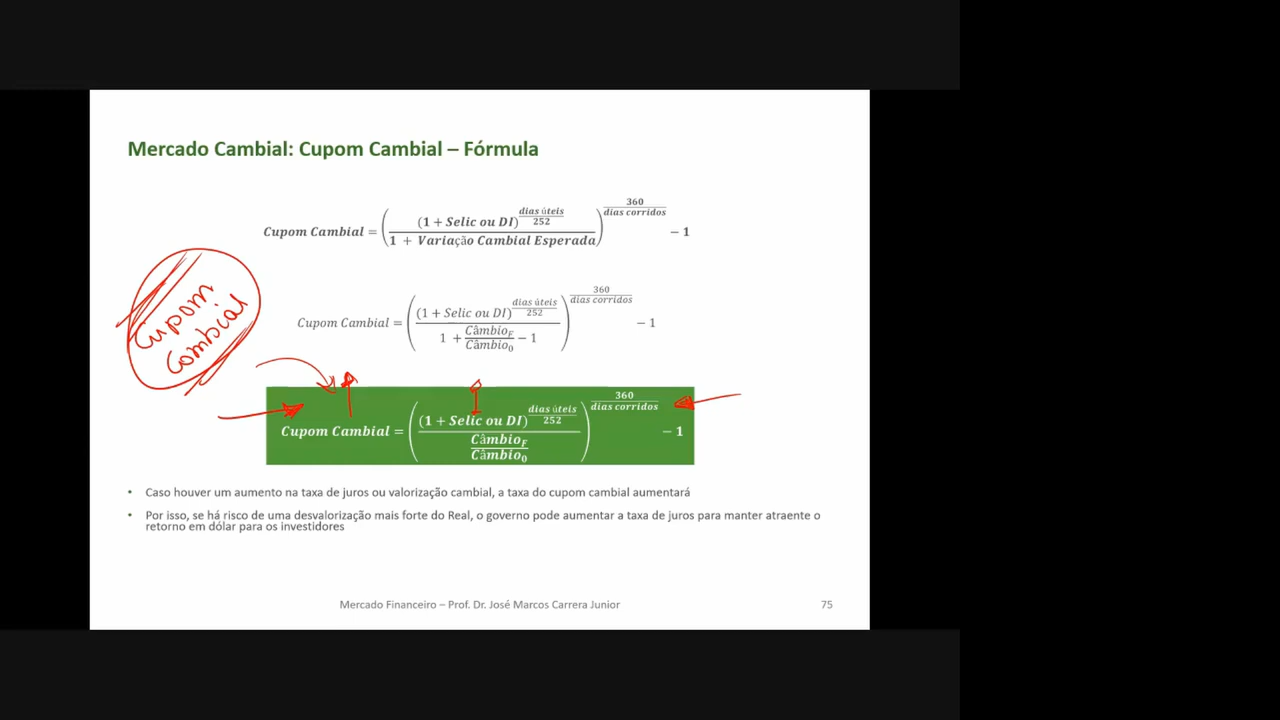 Mercado Cambial: Cupom Cambial – Fórmula
Cupom Cambial = ( (1 + Selic ou DI)^(dias úteis / 252) / (1 + Variação Cambial Esperada) )^(360 / dias corridos) − 1
Cupom Cambial
Cupom Cambial = ( (1 + Selic ou DI)^(dias úteis / 252) / (1 + Câmbio_F / Câmbio_0 − 1) )^(360 / dias corridos) − 1
Cupom Cambial = ( (1 + Selic ou DI)^(dias úteis / 252) / (Câmbio_F / Câmbio_0) )^(360 / dias corridos) − 1
• Caso houver um aumento na taxa de juros ou valorização cambial, a taxa do cupom cambial aumentará
• Por isso, se há risco de uma desvalorização mais forte do Real, o governo pode aumentar a taxa de juros para manter atraente o
retorno em dólar para os investidores
Mercado Financeiro – Prof. Dr. José Marcos Carrera Junior
75